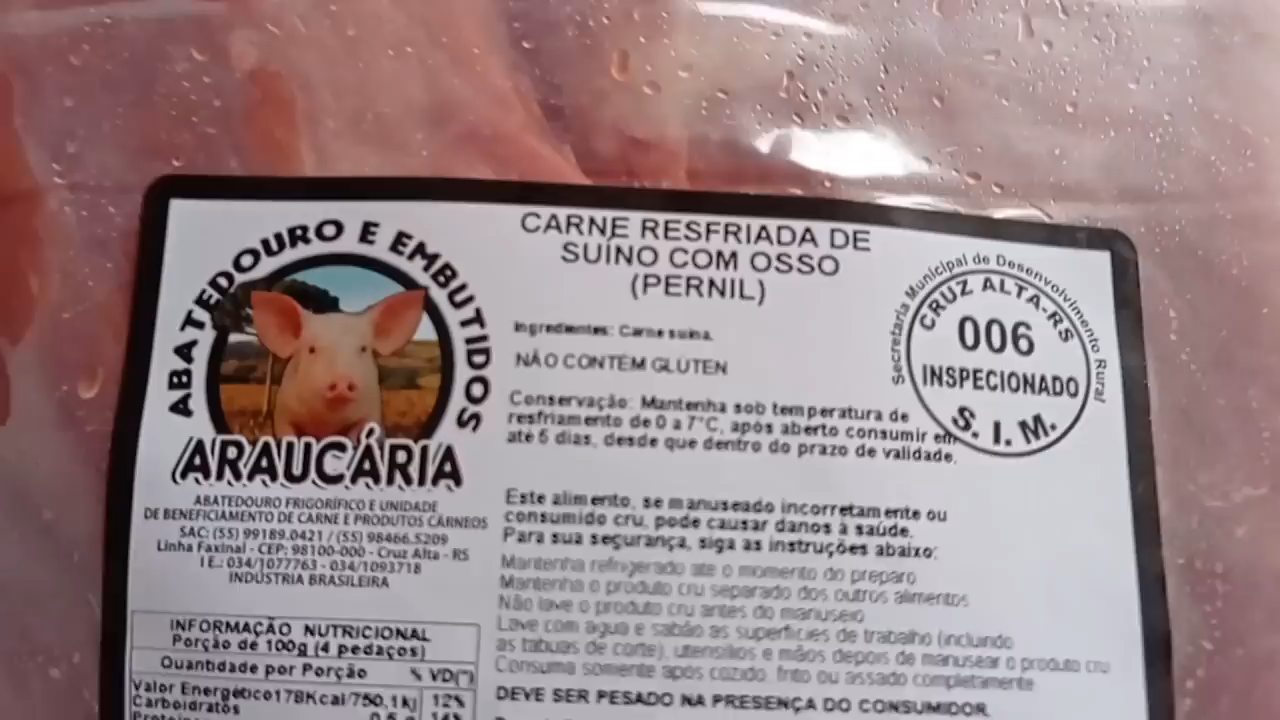 ABATEDOURO E EMBUTIDOS
ARAUCÁRIA
ABATEDOURO FRIGORÍFICO E UNIDADE
DE BENEFICIAMENTO DE CARNE E PRODUTOS CÁRNEOS
SAC: (55) 99189.0421 / (55) 98466.5209
Linha Faxinal - CEP: 98100-000 - Cruz Alta - RS
I E.: 034/1077763 - 034/1093718
INDÚSTRIA BRASILEIRA
INFORMAÇÃO NUTRICIONAL
Porção de 100g (4 pedaços)
Quantidade por Porção % VD(*)
Valor Energético 178Kcal/750,1kj 12%
Carboidratos
CARNE RESFRIADA DE
SUÍNO COM OSSO
(PERNIL)
Ingredientes: Carne suína.
NÃO CONTÉM GLÚTEN
Conservação: Mantenha sob temperatura de
resfriamento de 0 a 7°C, após aberto consumir em
até 5 dias, desde que dentro do prazo de validade.
Este alimento, se manuseado incorretamente ou
consumido cru, pode causar danos à saúde.
Para sua segurança, siga as instruções abaixo:
Mantenha refrigerado até o momento do preparo
Mantenha o produto cru separado dos outros alimentos
Não lave o produto cru antes do manuseio
Lave com água e sabão as superfícies de trabalho (incluindo
as tábuas de corte), utensílios e mãos depois de manusear o produto cru
Consuma somente após cozido, frito ou assado completamente
DEVE SER PESADO NA PRESENÇA DO CONSUMIDOR
Secretaria Municipal de Desenvolvimento Rural
CRUZ ALTA-RS
006
INSPECIONADO
S. I. M.